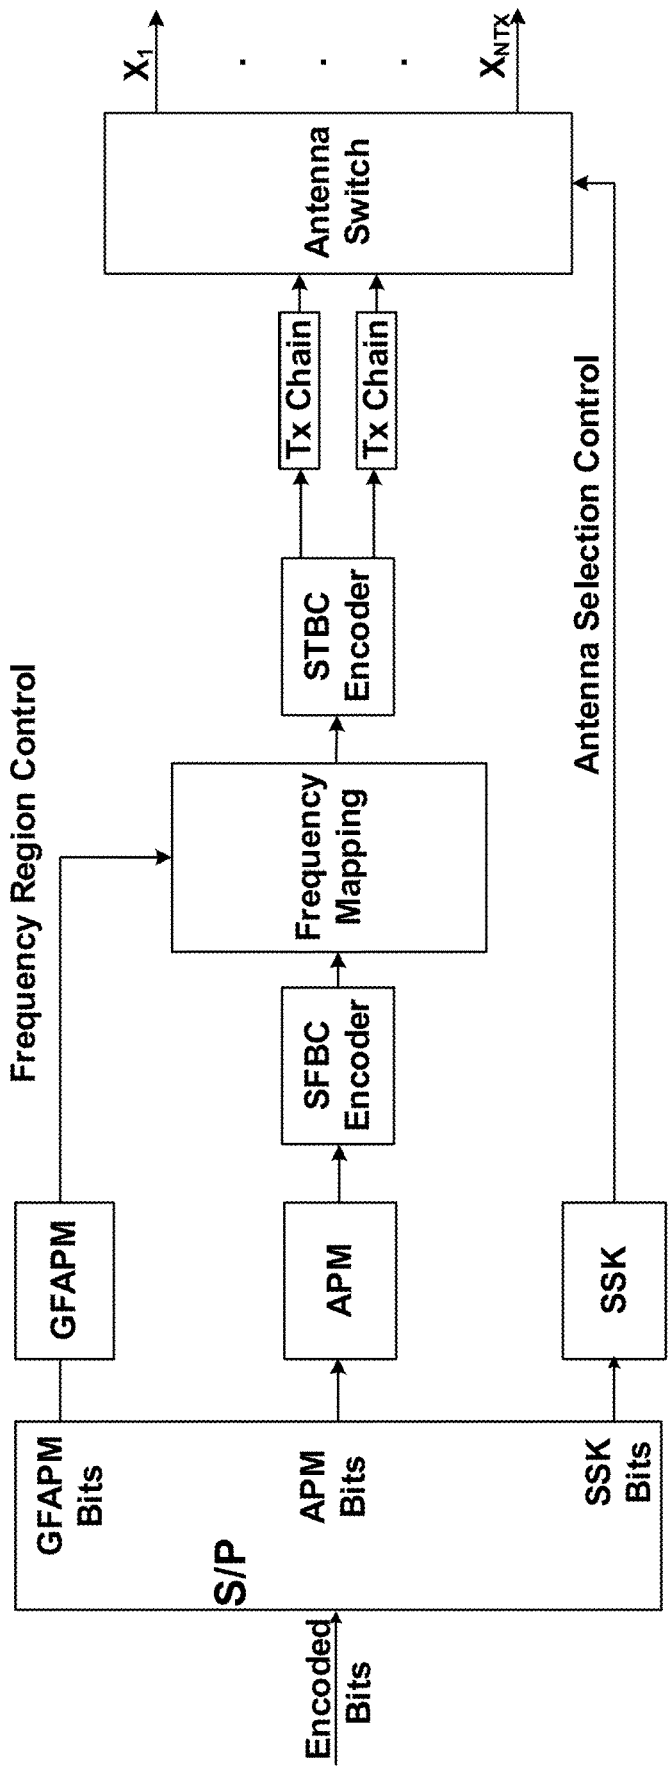 Encoded
Bits
S/P
GFAPM
Bits
APM
Bits
SSK
Bits
GFAPM
APM
SSK
Frequency Region Control
SFBC
Encoder
Frequency
Mapping
STBC
Encoder
Tx Chain
Tx Chain
Antenna Selection Control
Antenna
Switch
X1
. . .
XNTX